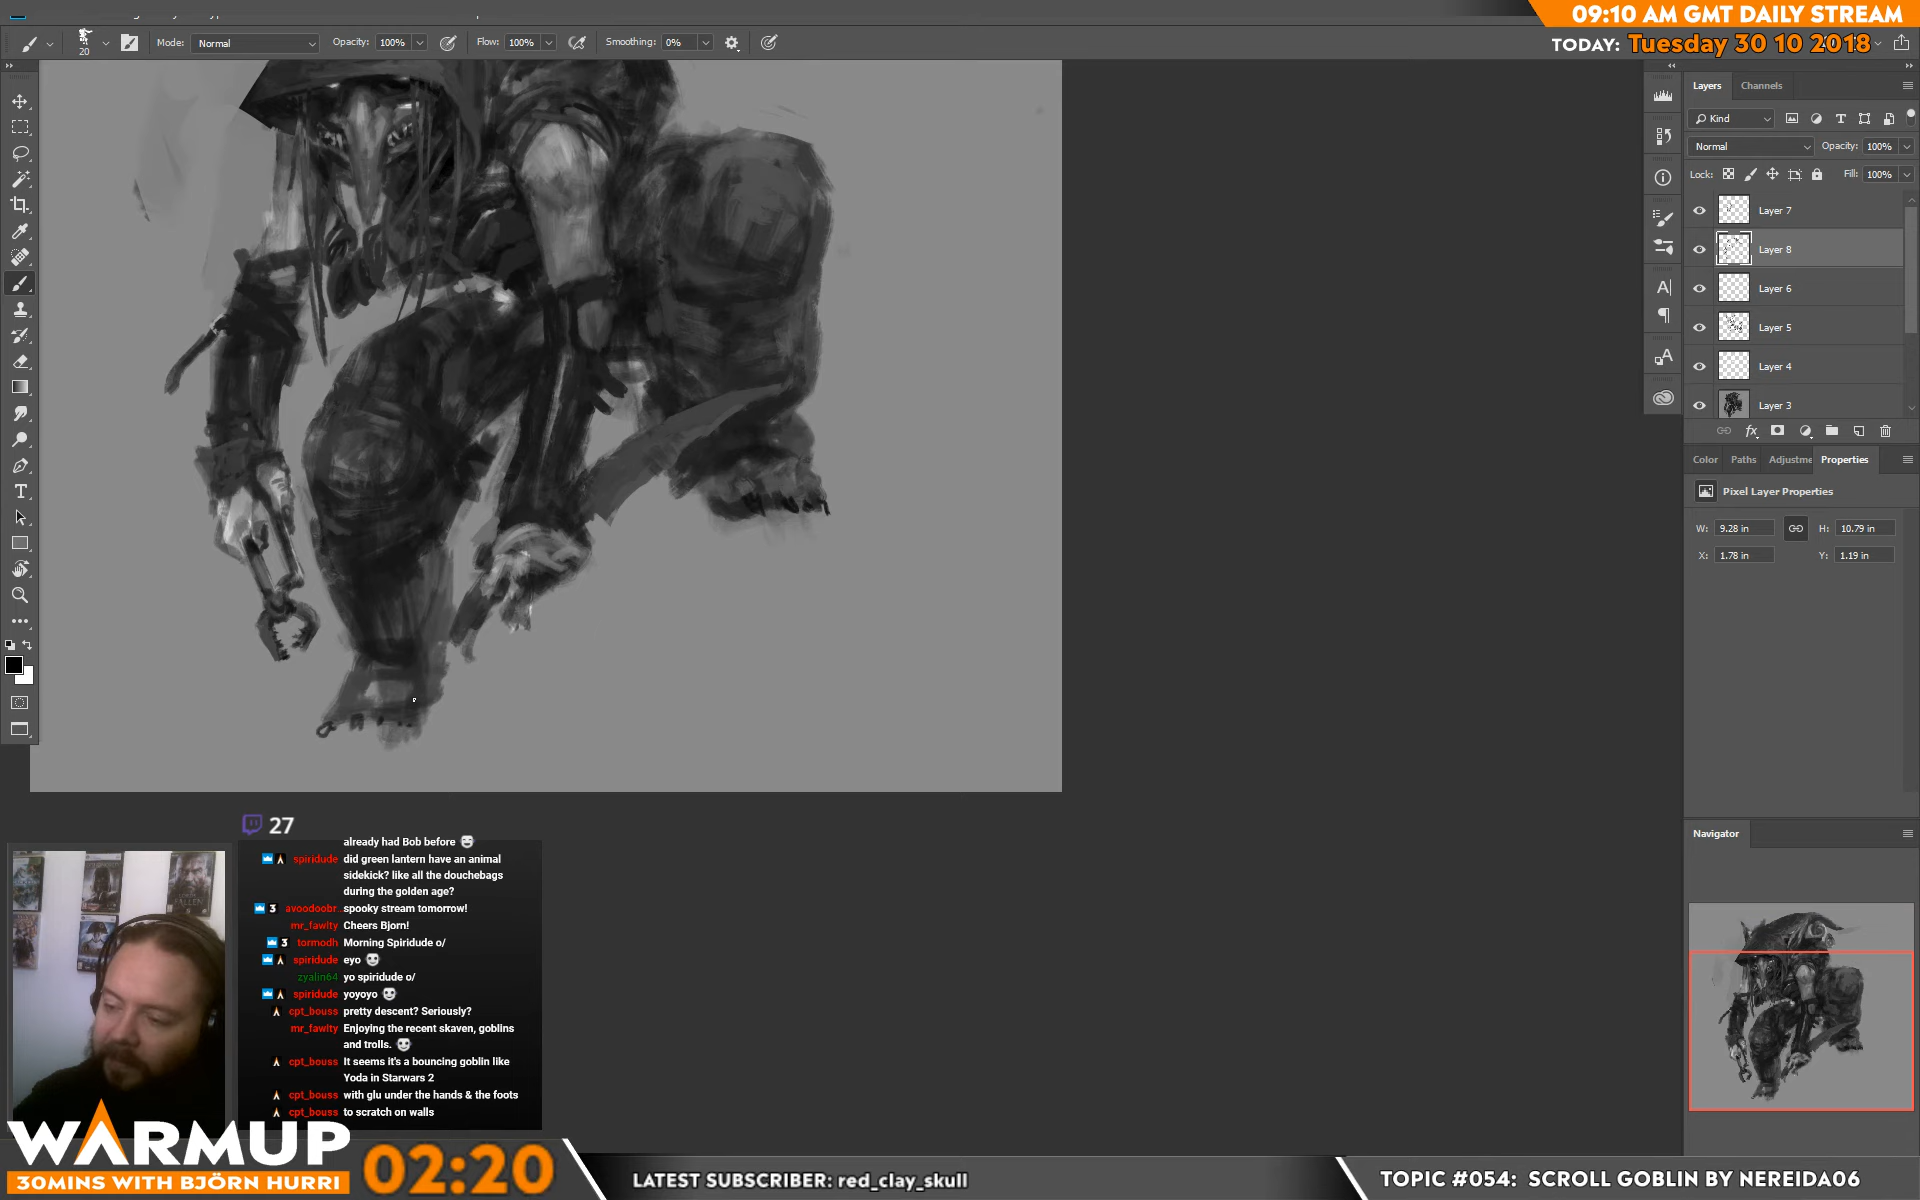 09:10 AM GMT DAILY STREAM
TODAY: Tuesday 30 10 2018
20
Mode: Normal
Opacity: 100%
Flow: 100%
Smoothing: 0%
Layers
Channels
Kind
Normal
Opacity: 100%
Lock:
Fill: 100%
Layer 7
Layer 8
Layer 6
Layer 5
Layer 4
Layer 3
Color
Paths
Adjustme
Properties
Pixel Layer Properties
W: 9.28 in
H: 10.79 in
X: 1.78 in
Y: 1.19 in
Navigator
27
already had Bob before
spiridude did green lantern have an animal
sidekick? like all the douchebags
during the golden age?
3 avoodoobr.. spooky stream tomorrow!
mr_fawlty Cheers Bjorn!
3 tormodh Morning Spiridude o/
spiridude eyo
zyalin64 yo spiridude o/
spiridude yoyoyo
cpt_bouss pretty descent? Seriously?
mr_fawlty Enjoying the recent skaven, goblins
and trolls.
cpt_bouss It seems it's a bouncing goblin like
Yoda in Starwars 2
cpt_bouss with glu under the hands & the foots
cpt_bouss to scratch on walls
WARMUP
30MINS WITH BJÖRN HURRI
02:20
LATEST SUBSCRIBER: red_clay_skull
TOPIC #054: SCROLL GOBLIN BY NEREIDA06